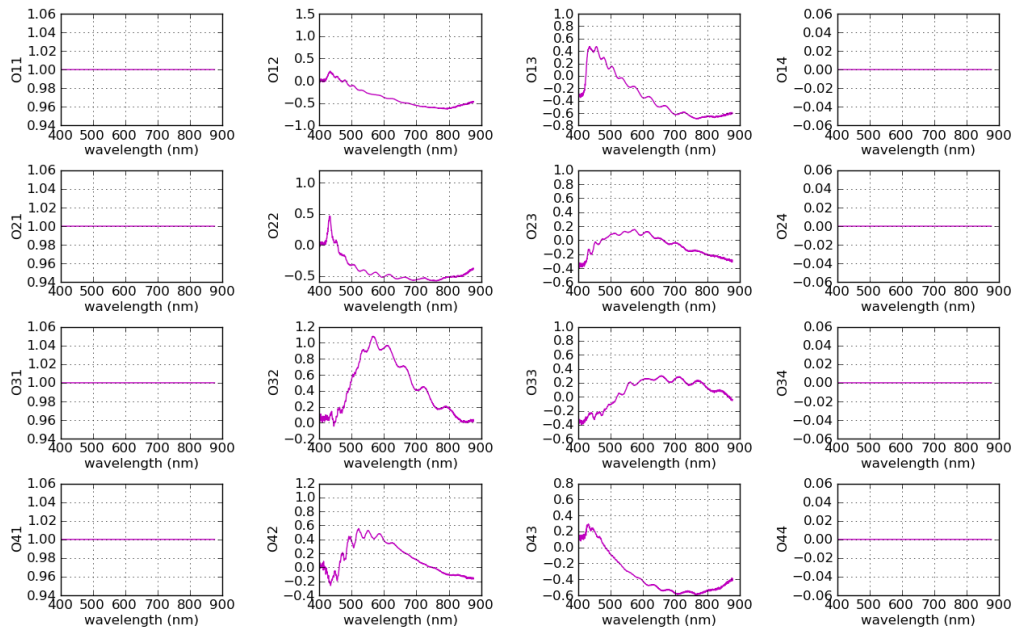 O11
1.06 1.04 1.02 1.00 0.98 0.96 0.94
400 500 600 700 800 900
wavelength (nm)
O12
1.5 1.0 0.5 0.0 −0.5 −1.0
400 500 600 700 800 900
wavelength (nm)
O13
1.0 0.8 0.6 0.4 0.2 0.0 −0.2 −0.4 −0.6 −0.8
400 500 600 700 800 900
wavelength (nm)
O14
0.06 0.04 0.02 0.00 −0.02 −0.04 −0.06
400 500 600 700 800 900
wavelength (nm)
O21
1.06 1.04 1.02 1.00 0.98 0.96 0.94
400 500 600 700 800 900
wavelength (nm)
O22
1.0 0.5 0.0 −0.5
400 500 600 700 800 900
wavelength (nm)
O23
1.0 0.8 0.6 0.4 0.2 0.0 −0.2 −0.4 −0.6
400 500 600 700 800 900
wavelength (nm)
O24
0.06 0.04 0.02 0.00 −0.02 −0.04 −0.06
400 500 600 700 800 900
wavelength (nm)
O31
1.06 1.04 1.02 1.00 0.98 0.96 0.94
400 500 600 700 800 900
wavelength (nm)
O32
1.2 1.0 0.8 0.6 0.4 0.2 0.0 −0.2
400 500 600 700 800 900
wavelength (nm)
O33
1.0 0.8 0.6 0.4 0.2 0.0 −0.2 −0.4 −0.6
400 500 600 700 800 900
wavelength (nm)
O34
0.06 0.04 0.02 0.00 −0.02 −0.04 −0.06
400 500 600 700 800 900
wavelength (nm)
O41
1.06 1.04 1.02 1.00 0.98 0.96 0.94
400 500 600 700 800 900
wavelength (nm)
O42
1.2 1.0 0.8 0.6 0.4 0.2 0.0 −0.2 −0.4
400 500 600 700 800 900
wavelength (nm)
O43
0.8 0.6 0.4 0.2 0.0 −0.2 −0.4 −0.6
400 500 600 700 800 900
wavelength (nm)
O44
0.06 0.04 0.02 0.00 −0.02 −0.04 −0.06
400 500 600 700 800 900
wavelength (nm)